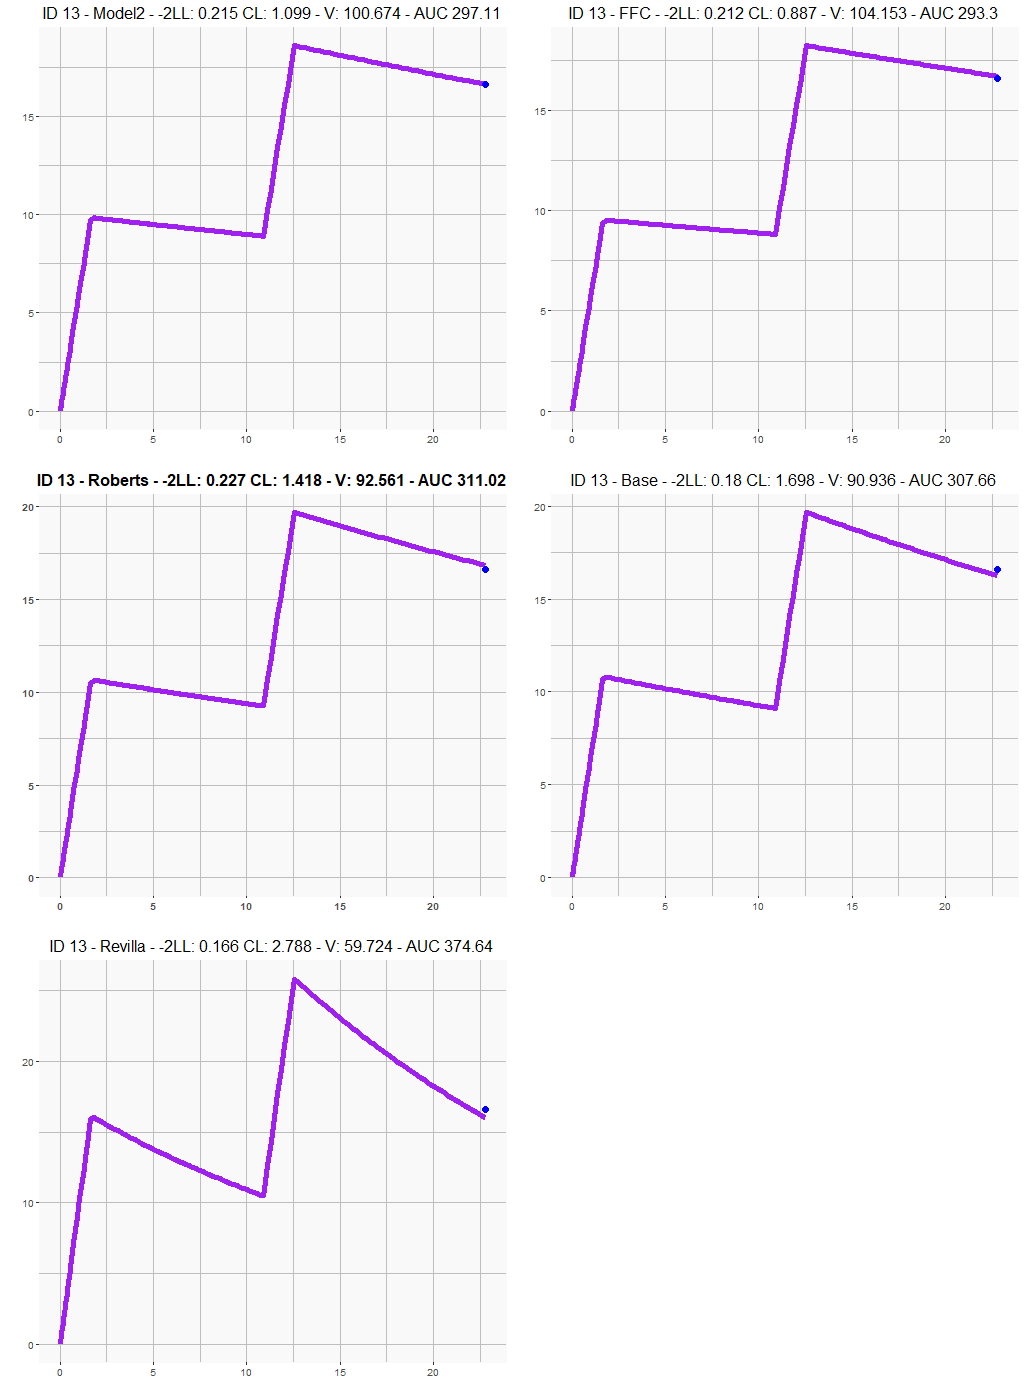 ID 13 - Model2 - -2LL: 0.215 CL: 1.099 - V: 100.674 - AUC 297.11
15
10
5
0
0 5 10 15 20
ID 13 - FFC - -2LL: 0.212 CL: 0.887 - V: 104.153 - AUC 293.3
15
10
5
0
0 5 10 15 20
ID 13 - Roberts - -2LL: 0.227 CL: 1.418 - V: 92.561 - AUC 311.02
20
15
10
5
0
0 5 10 15 20
ID 13 - Base - -2LL: 0.18 CL: 1.698 - V: 90.936 - AUC 307.66
20
15
10
5
0
0 5 10 15 20
ID 13 - Revilla - -2LL: 0.166 CL: 2.788 - V: 59.724 - AUC 374.64
20
10
0
0 5 10 15 20